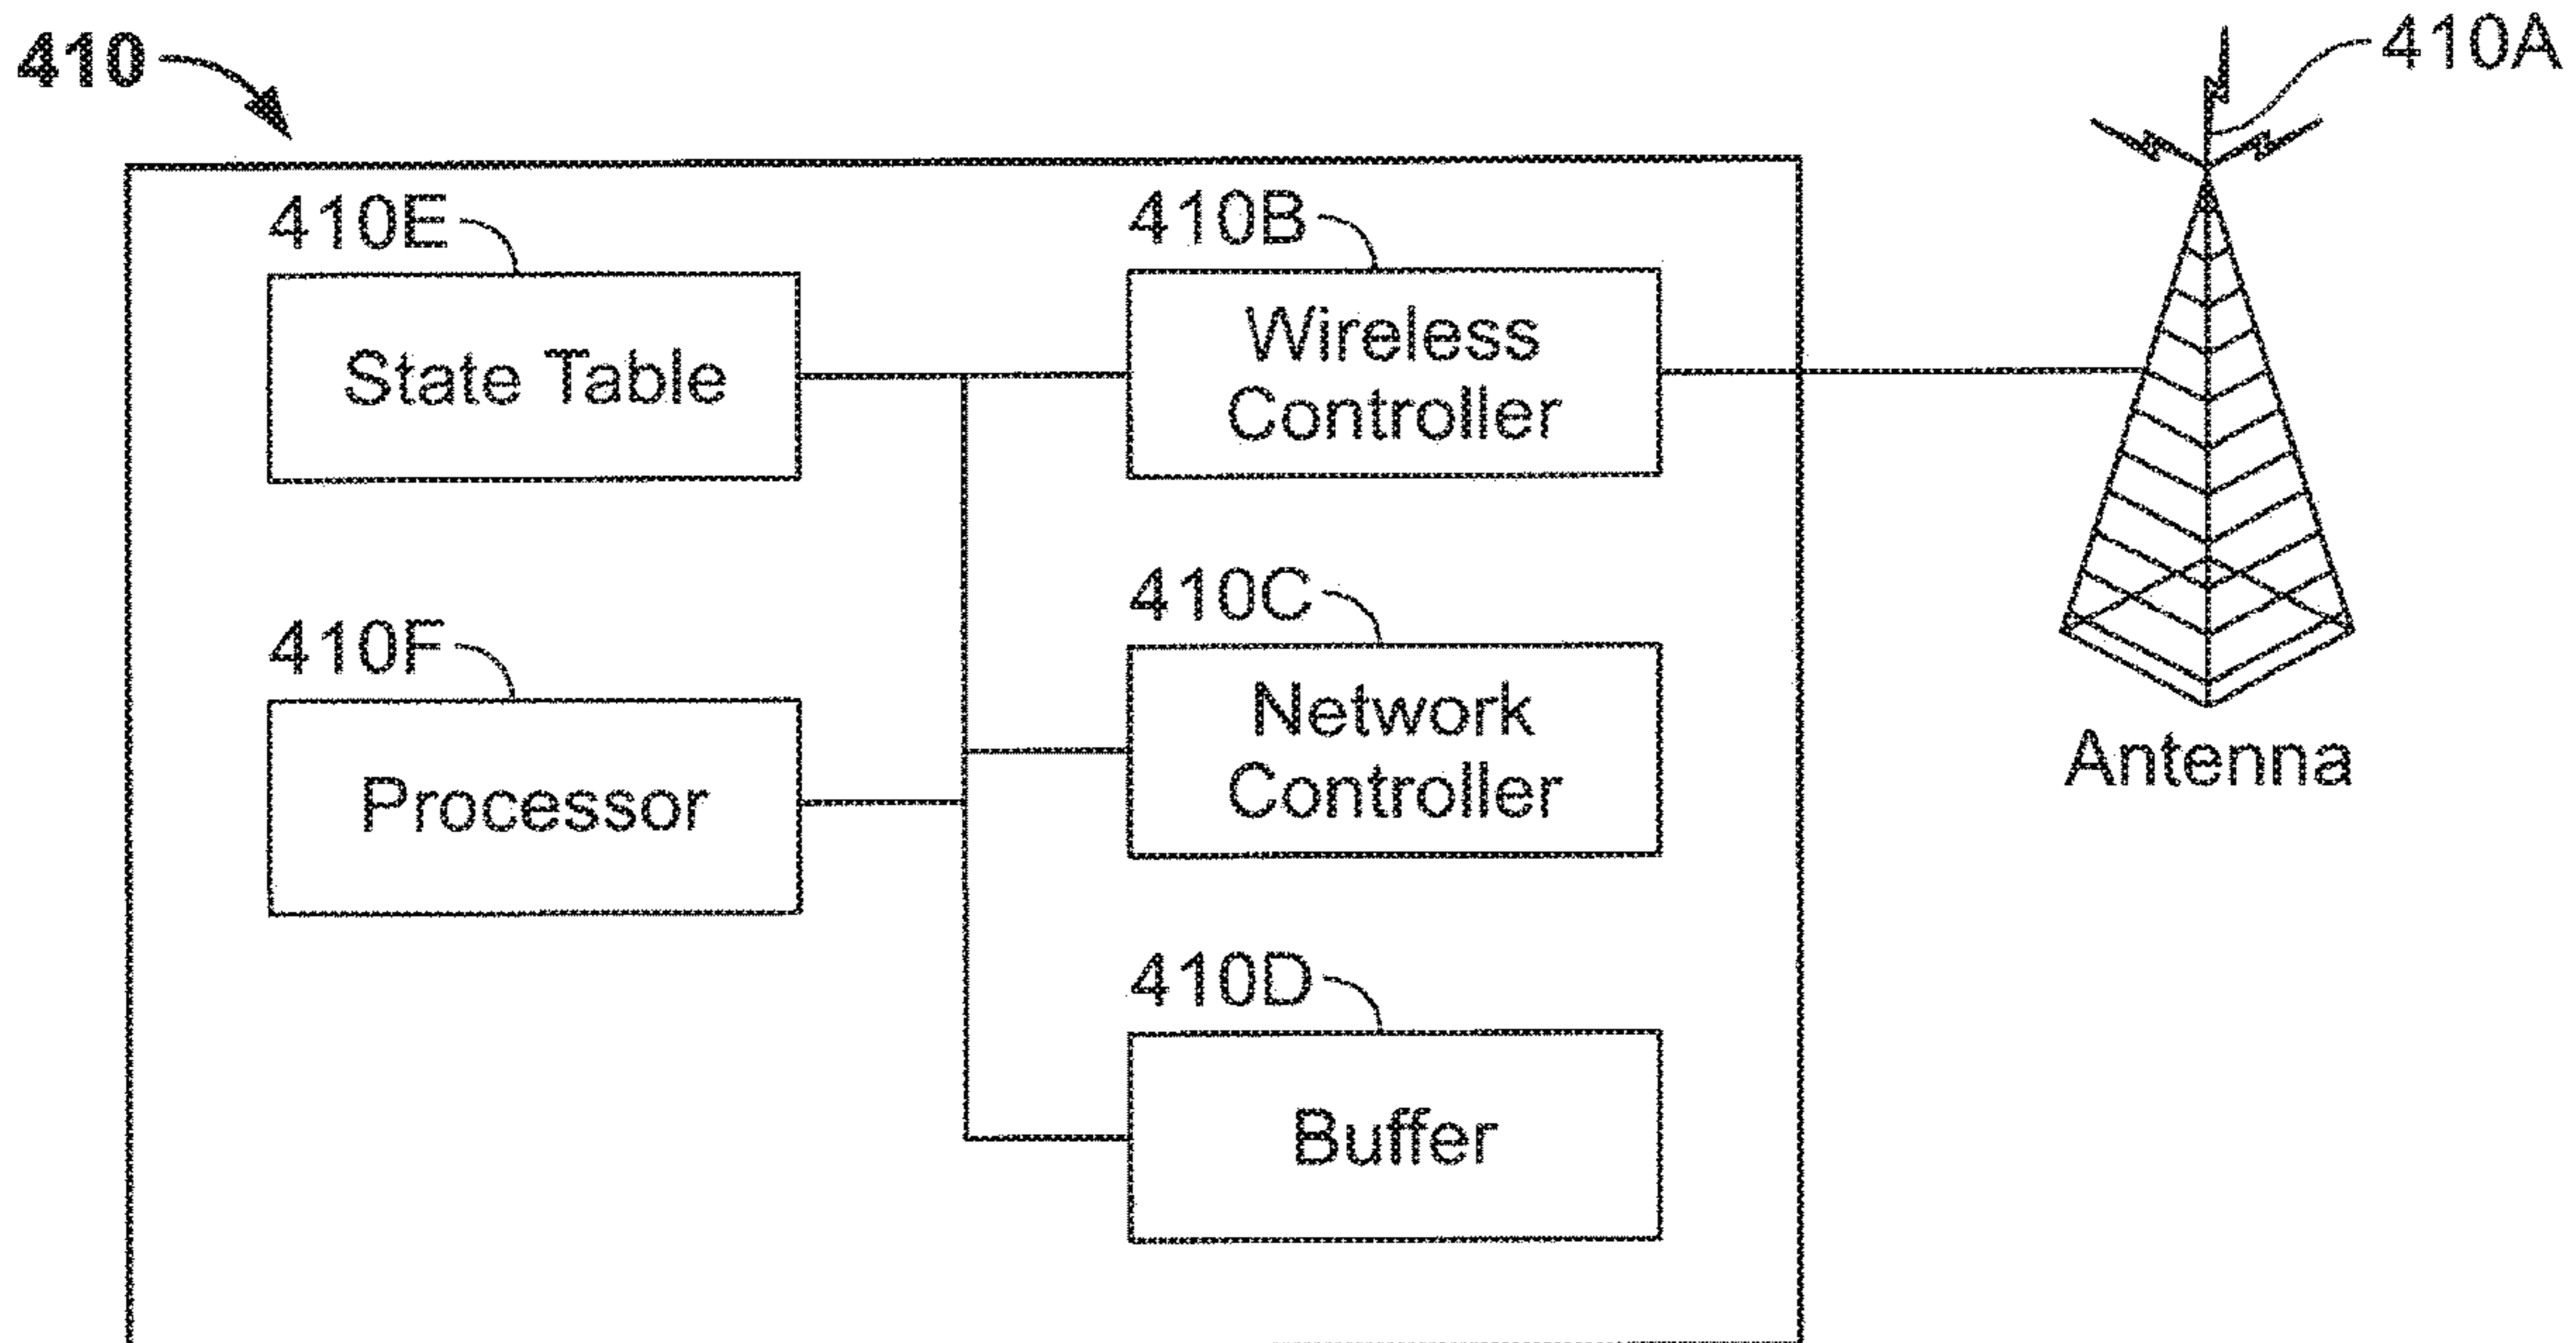 410
410A
410E
410B
State Table
Wireless
Controller
410F
410C
Processor
Network
Controller
Antenna
410D
Buffer